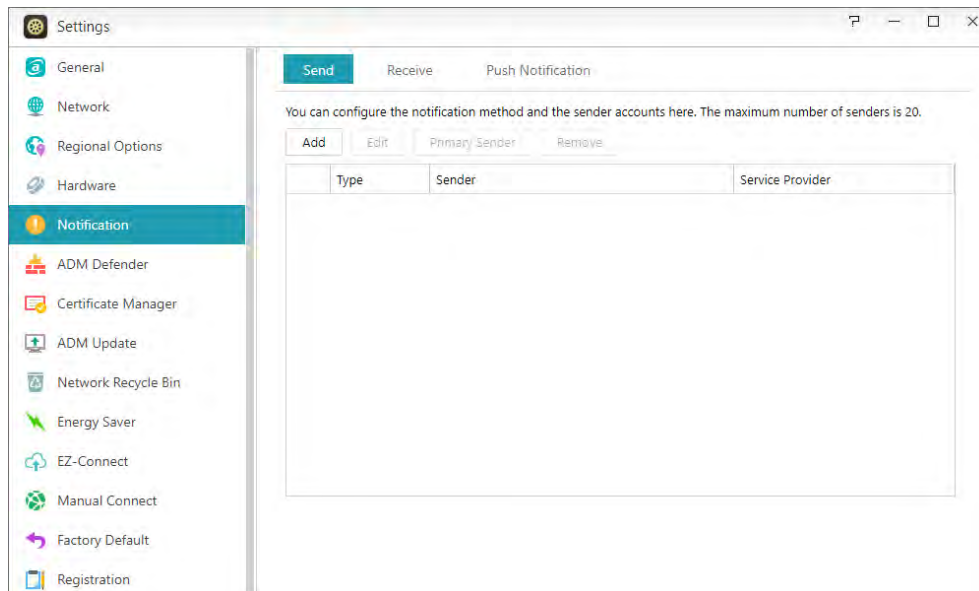 Settings
General
Network
Regional Options
Hardware
Notification
ADM Defender
Certificate Manager
ADM Update
Network Recycle Bin
Energy Saver
EZ-Connect
Manual Connect
Factory Default
Registration
Send Receive Push Notification
You can configure the notification method and the sender accounts here. The maximum number of senders is 20.
Add Edit Primary Sender Remove
Type Sender Service Provider